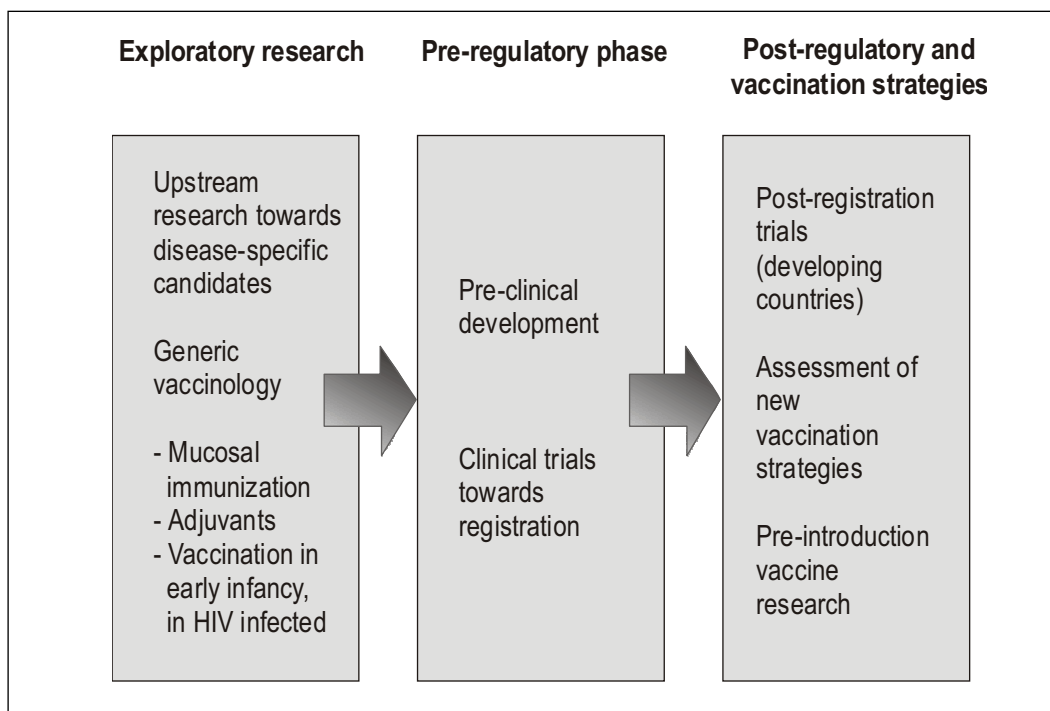 Exploratory research
Pre-regulatory phase
Post-regulatory and
vaccination strategies
Upstream
research towards
disease-specific
candidates
Generic
vaccinology
- Mucosal
immunization
- Adjuvants
- Vaccination in
early infancy,
in HIV infected
Pre-clinical
development
Clinical trials
towards
registration
Post-registration
trials
(developing
countries)
Assessment of
new
vaccination
strategies
Pre-introduction
vaccine
research